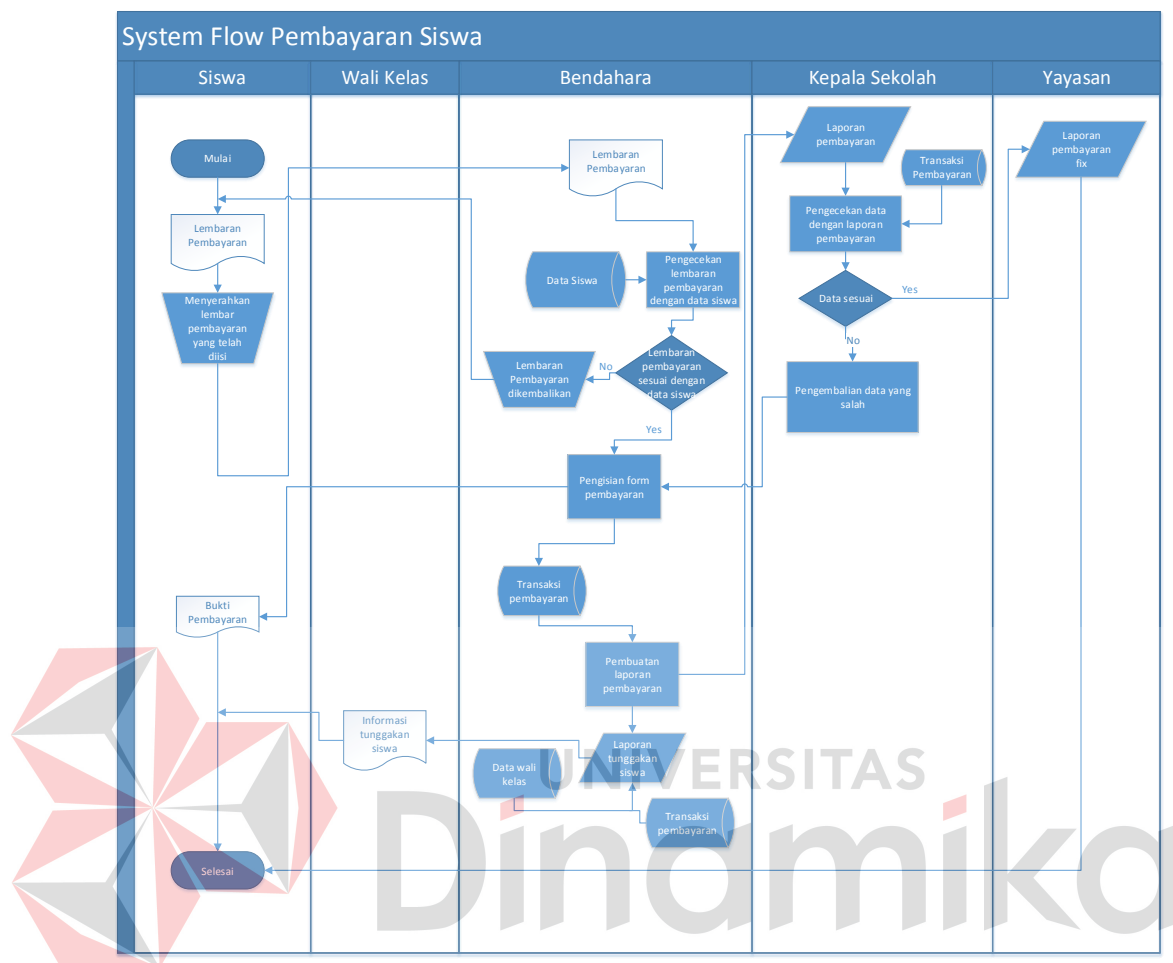 System Flow Pembayaran Siswa
Siswa
Wali Kelas
Bendahara
Kepala Sekolah
Yayasan
Mulai
Lembaran
Pembayaran
Menyerahkan
lembar
pembayaran
yang telah
diisi
Bukti
Pembayaran
Selesai
Informasi
tunggakan
siswa
Lembaran
Pembayaran
Data Siswa
Pengecekan
lembaran
pembayaran
dengan data siswa
Lembaran
pembayaran
sesuai dengan
data siswa
No
Lembaran
Pembayaran
dikembalikan
Yes
Pengisian form
pembayaran
Transaksi
pembayaran
Pembuatan
laporan
pembayaran
Laporan
tunggakan
siswa
Data wali
kelas
Transaksi
pembayaran
Laporan
pembayaran
Transaksi
Pembayaran
Pengecekan data
dengan laporan
pembayaran
Data sesuai
Yes
No
Pengembalian data yang
salah
Laporan
pembayaran
fix
UNIVERSITAS
Dinamika